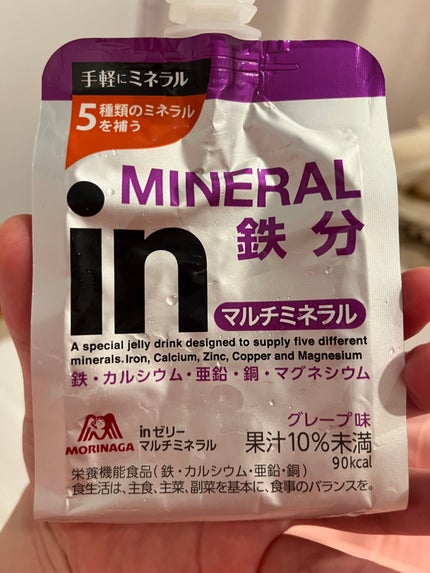 手軽にミネラル
5種類のミネラル
を補う
MINERAL
in
鉄分
マルチミネラル
A special jelly drink designed to supply five different
minerals.Iron, Calcium, Zinc, Copper and Magnesium
鉄・カルシウム・亜鉛・銅・マグネシウム
MORINAGA
inゼリー
マルチミネラル
グレープ味
果汁10%未満
90kcal
栄養機能食品(鉄・カルシウム・亜鉛・銅)
食生活は、主食、主菜、副菜を基本に、食事のバランスを。